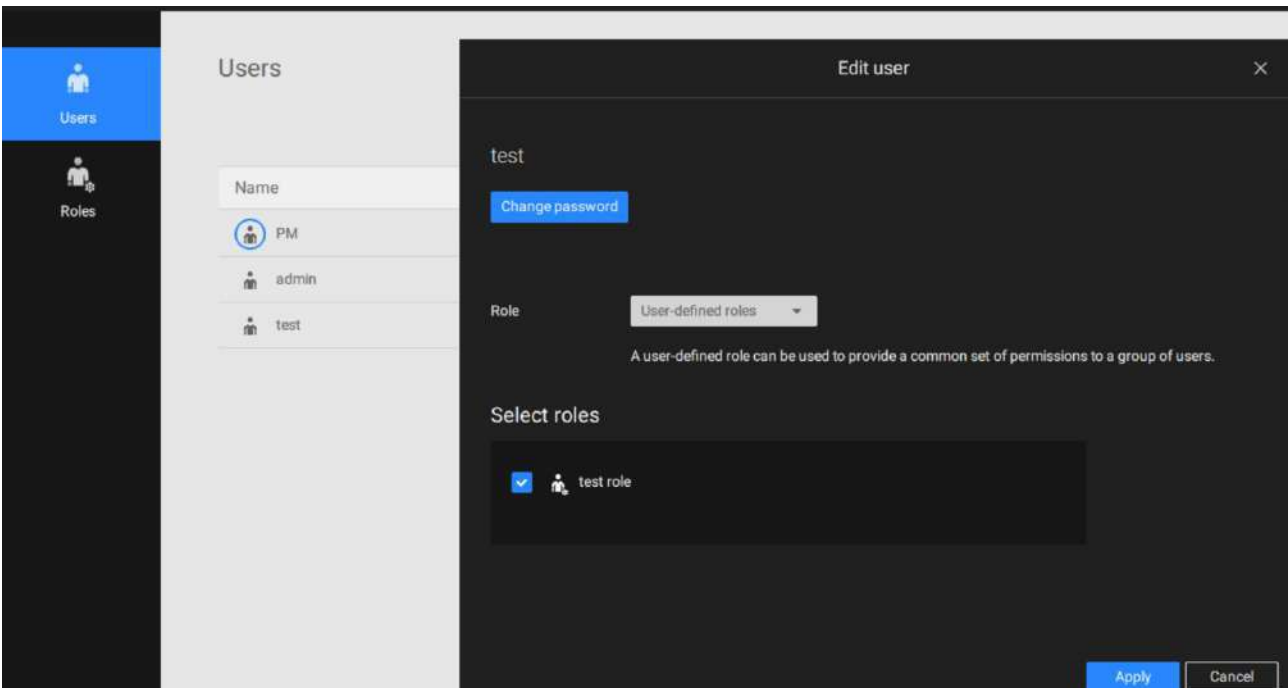 Users
Roles
Users
Name
PM
admin
test
Edit user
test
Change password
Role
User-defined roles
A user-defined role can be used to provide a common set of permissions to a group of users.
Select roles
test role
Apply
Cancel